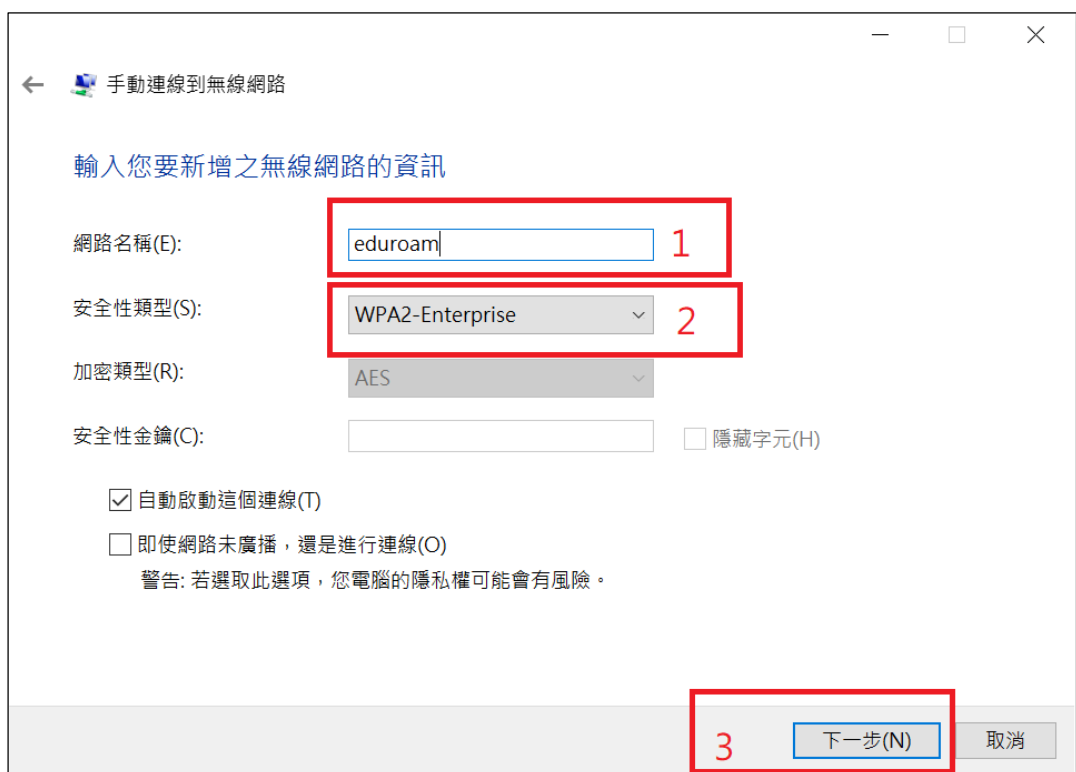 手動連線到無線網路
輸入您要新增之無線網路的資訊
網路名稱(E): eduroam 1
安全性類型(S): WPA2-Enterprise 2
加密類型(R): AES
安全性金鑰(C): 隱藏字元(H)
自動啟動這個連線(T)
即使網路未廣播，還是進行連線(O)
警告: 若選取此選項，您電腦的隱私權可能會有風險。
3 下一步(N) 取消